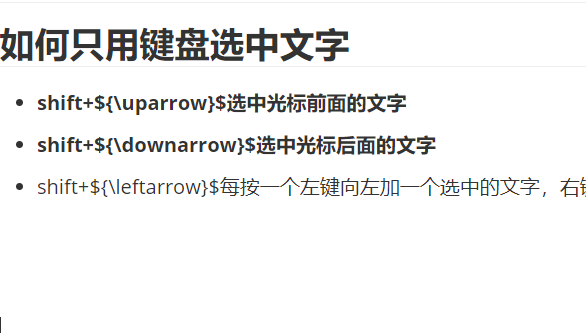 如何只用键盘选中文字
shift+${\uparrow}$选中光标前面的文字
shift+${\downarrow}$选中光标后面的文字
shift+${\leftarrow}$每按一个左键向左加一个选中的文字，右